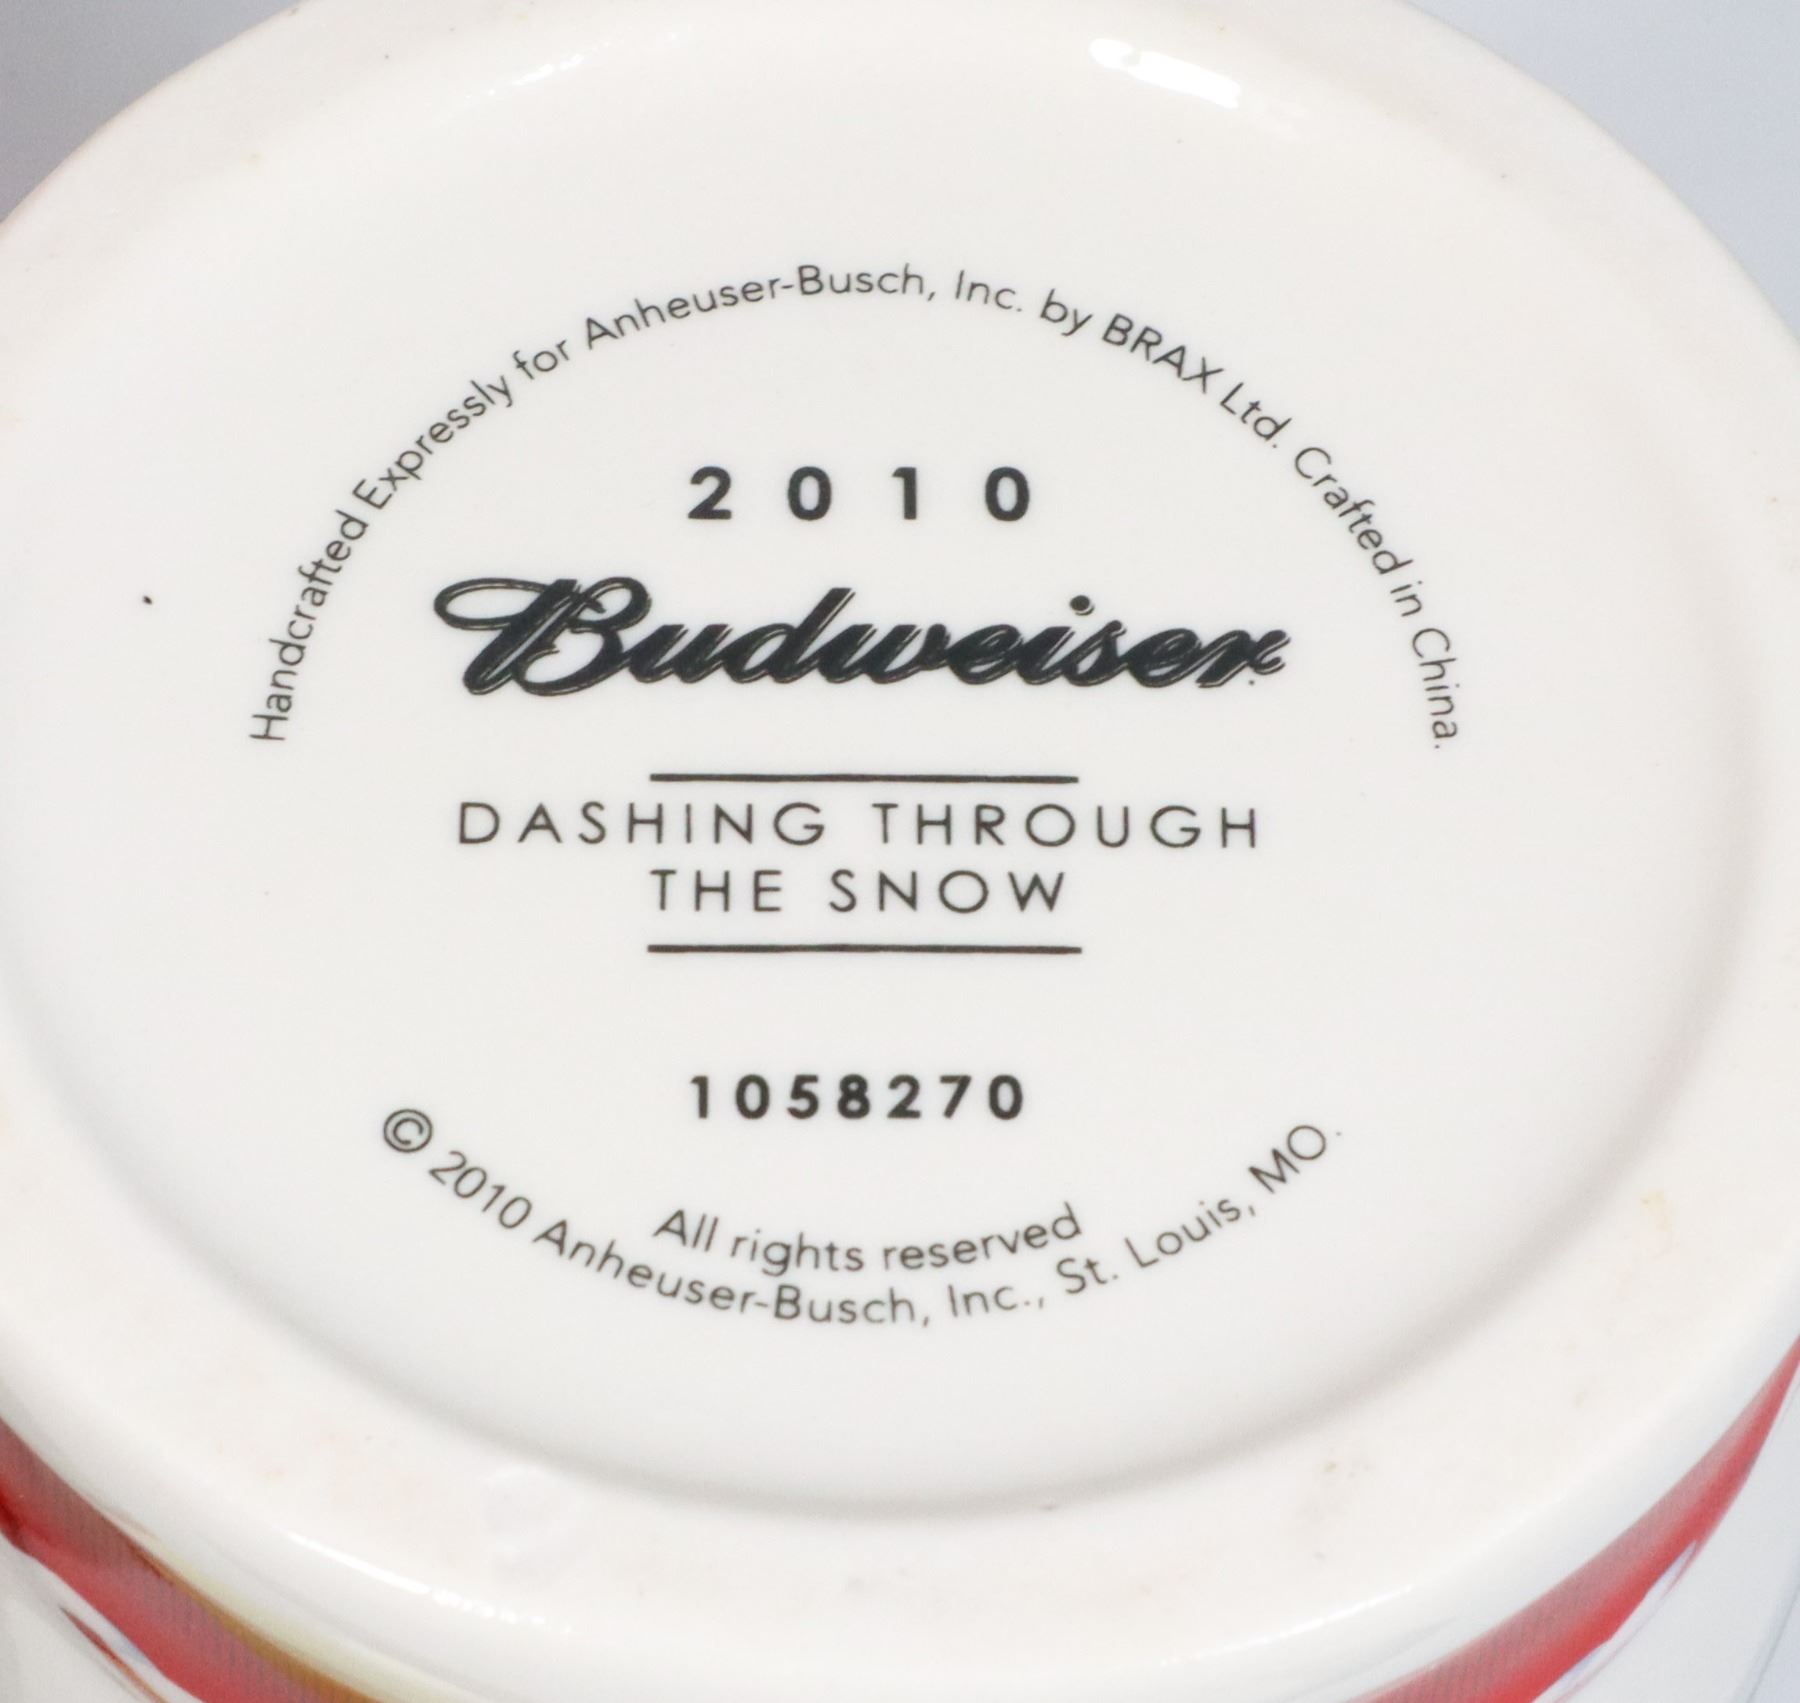 Handcrafted Expressly for Anheuser-Busch, Inc. by BRAX Ltd. Crafted in China.
2010
Budweiser
DASHING THROUGH
THE SNOW
1058270
All rights reserved
© 2010 Anheuser-Busch, Inc., St. Louis, MO.